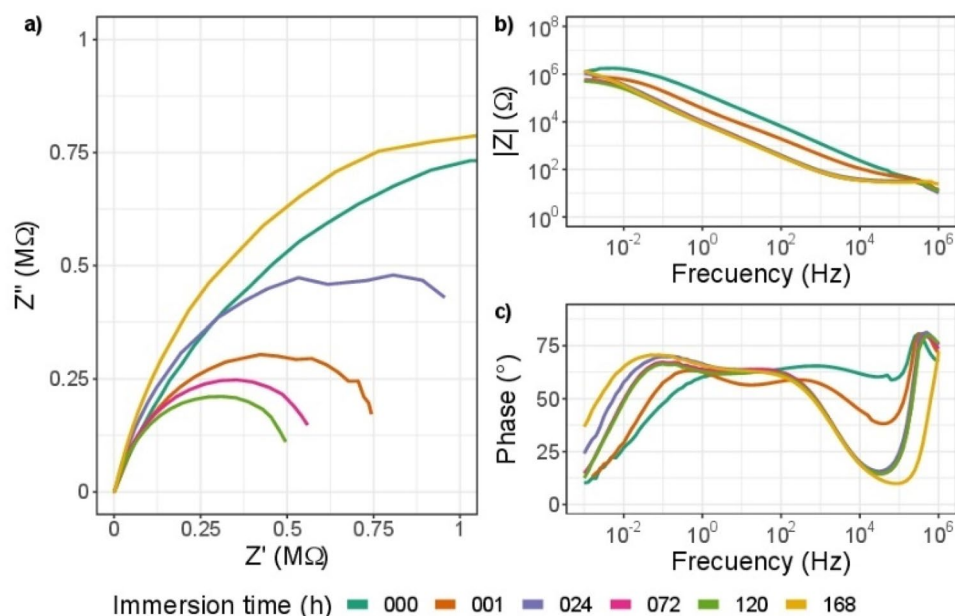 a)
1
0.75
0.5
0.25
0
Z'' (MΩ)
0 0.25 0.5 0.75 1
Z' (MΩ)
b)
10^8
10^6
10^4
10^2
10^0
|Z| (Ω)
10^-2 10^0 10^2 10^4 10^6
Frecuency (Hz)
c)
75
50
25
0
Phase (°)
10^-2 10^0 10^2 10^4 10^6
Frecuency (Hz)
Immersion time (h) 000 001 024 072 120 168